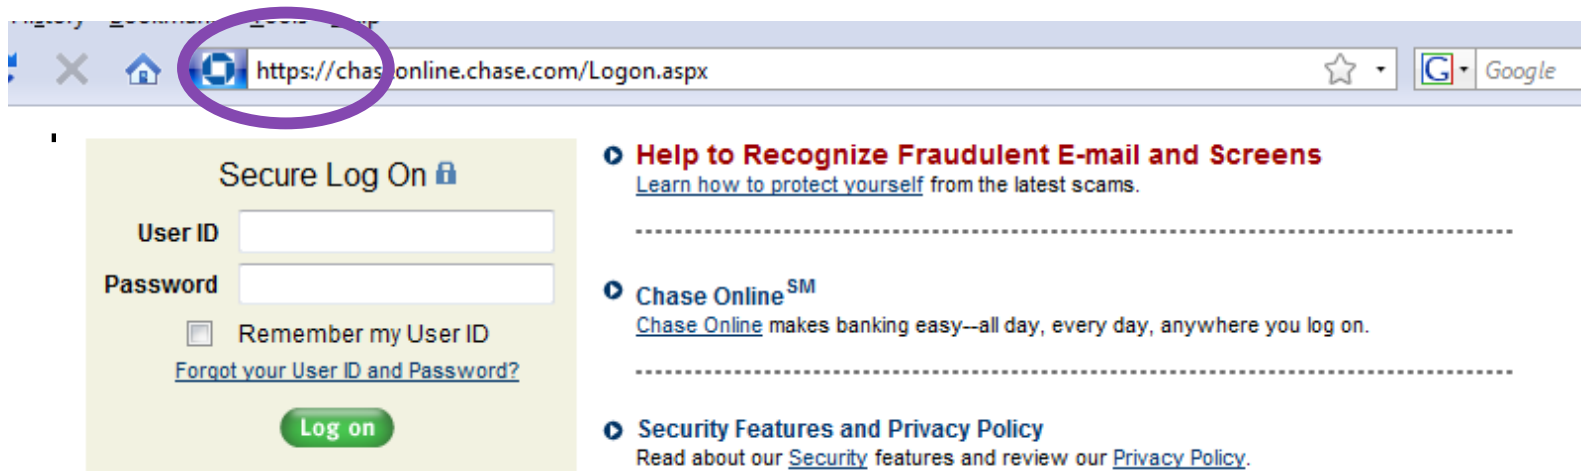 https://chaseonline.chase.com/Logon.aspx
Google
Secure Log On
User ID
Password
Remember my User ID
Forgot your User ID and Password?
Log on
Help to Recognize Fraudulent E-mail and Screens
Learn how to protect yourself from the latest scams.
Chase Online SM
Chase Online makes banking easy--all day, every day, anywhere you log on.
Security Features and Privacy Policy
Read about our Security features and review our Privacy Policy.